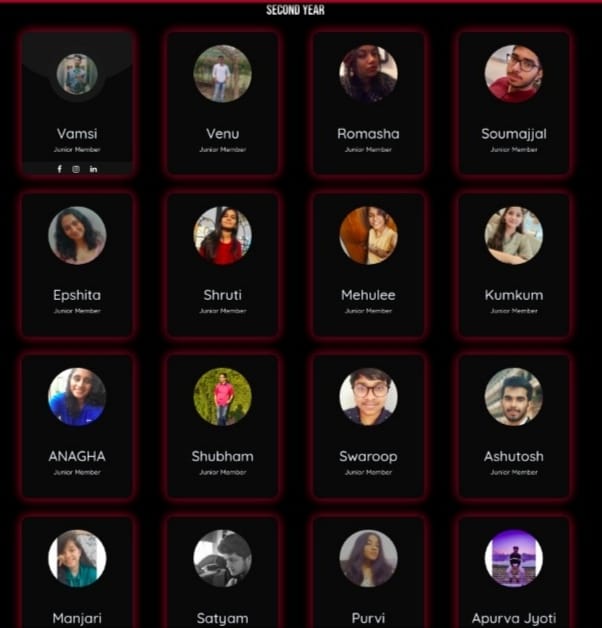 SECOND YEAR
Vamsi
Junior Member
Venu
Junior Member
Romasha
Junior Member
Soumajjal
Junior Member
Epshita
Junior Member
Shruti
Junior Member
Mehulee
Junior Member
Kumkum
Junior Member
ANAGHA
Junior Member
Shubham
Junior Member
Swaroop
Junior Member
Ashutosh
Junior Member
Manjari
Satyam
Purvi
Apurva Jyoti